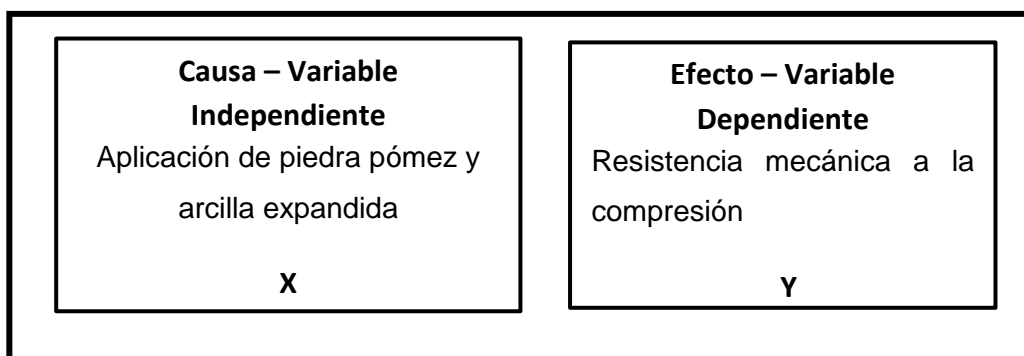 Causa – Variable
Independiente
Aplicación de piedra pómez y
arcilla expandida
X
Efecto – Variable
Dependiente
Resistencia mecánica a la
compresión
Y